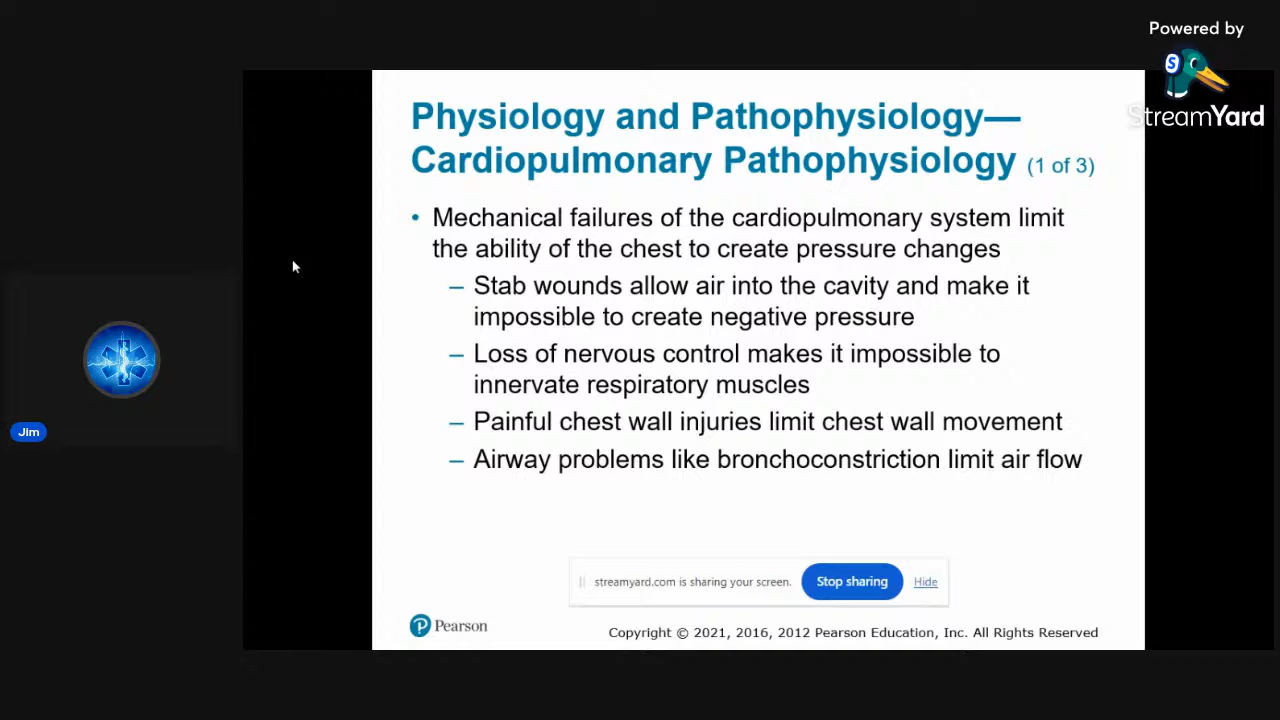 Powered by
StreamYard
Physiology and Pathophysiology—
Cardiopulmonary Pathophysiology (1 of 3)
• Mechanical failures of the cardiopulmonary system limit
the ability of the chest to create pressure changes
– Stab wounds allow air into the cavity and make it
impossible to create negative pressure
– Loss of nervous control makes it impossible to
innervate respiratory muscles
– Painful chest wall injuries limit chest wall movement
– Airway problems like bronchoconstriction limit air flow
Jim
streamyard.com is sharing your screen. Stop sharing Hide
Pearson
Copyright © 2021, 2016, 2012 Pearson Education, Inc. All Rights Reserved